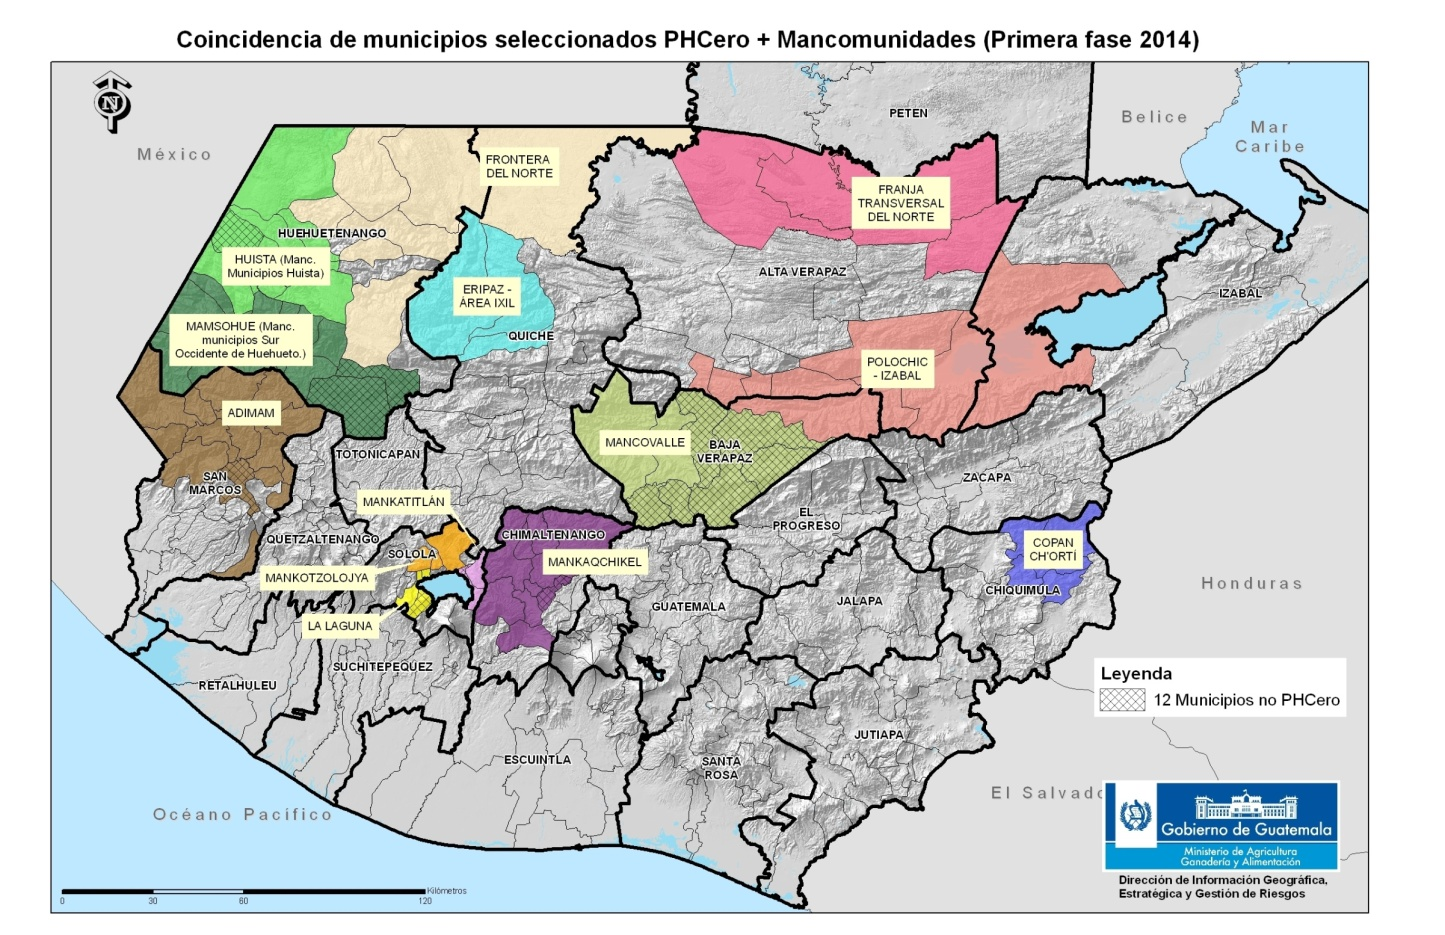 Coincidencia de municipios seleccionados PHCero + Mancomunidades (Primera fase 2014)
N
PETEN
Belice
Mar
Caribe
México
FRONTERA
DEL NORTE
FRANJA
TRANSVERSAL
DEL NORTE
HUEHUETENANGO
HUISTA (Manc.
Municipios Huista)
ALTA VERAPAZ
ERIPAZ -
ÁREA IXIL
IZABAL
MAMSOHUE (Manc.
municipios Sur
Occidente de Huehueto.)
QUICHE
POLOCHIC
- IZABAL
ADIMAM
MANCOVALLE
BAJA
VERAPAZ
TOTONICAPAN
SAN
MARCOS
ZACAPA
MANKATITLÁN
EL
PROGRESO
CHIMALTENANGO
QUETZALTENANGO
SOLOLA
MANKAQCHIKEL
COPAN
CH'ORTÍ
MANKOTZOLOJYA
CHIQUIMULA
Honduras
GUATEMALA
JALAPA
LA LAGUNA
SUCHITEPEQUEZ
RETALHULEU
Leyenda
12 Municipios no PHCero
JUTIAPA
ESCUINTLA
SANTA
ROSA
El Salvado
Océano Pacífico
Gobierno de Guatemala
Ministerio de Agricultura
Ganadería y Alimentación
Dirección de Información Geográfica,
Estratégica y Gestión de Riesgos
Kilómetros
0 30 60 120